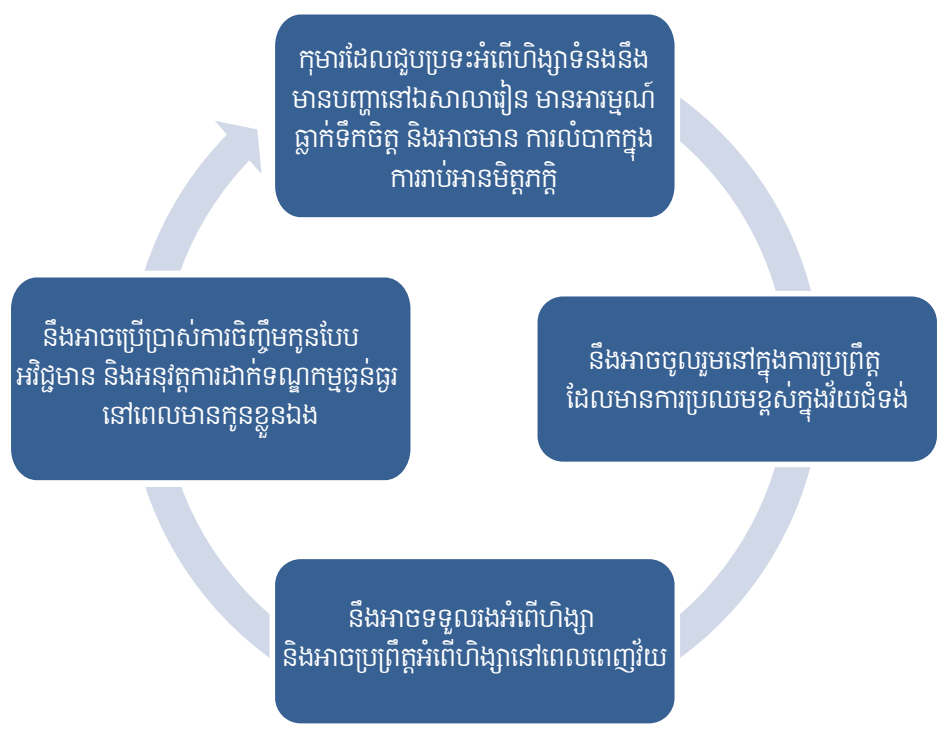 កុមារដែលជួបប្រទះអំពើហិង្សាទំនងនឹង
មានបញ្ហានៅឯសាលារៀន មានអារម្មណ៍
ធ្លាក់ទឹកចិត្ត និងអាចមាន ការលំបាកក្នុង
ការរាប់អានមិត្តភក្តិ
នឹងអាចចូលរួមនៅក្នុងការប្រព្រឹត្ត
ដែលមានការប្រឈមខ្ពស់ក្នុងវ័យជំទង់
នឹងអាចទទួលរងអំពើហិង្សា
និងអាចប្រព្រឹត្តអំពើហិង្សានៅពេលពេញវ័យ
នឹងអាចប្រើប្រាស់ការចិញ្ចឹមកូនបែប
អវិជ្ជមាន និងអនុវត្តការដាក់ទណ្ឌកម្មធ្ងន់ធ្ងរ
នៅពេលមានកូនខ្លួនឯង